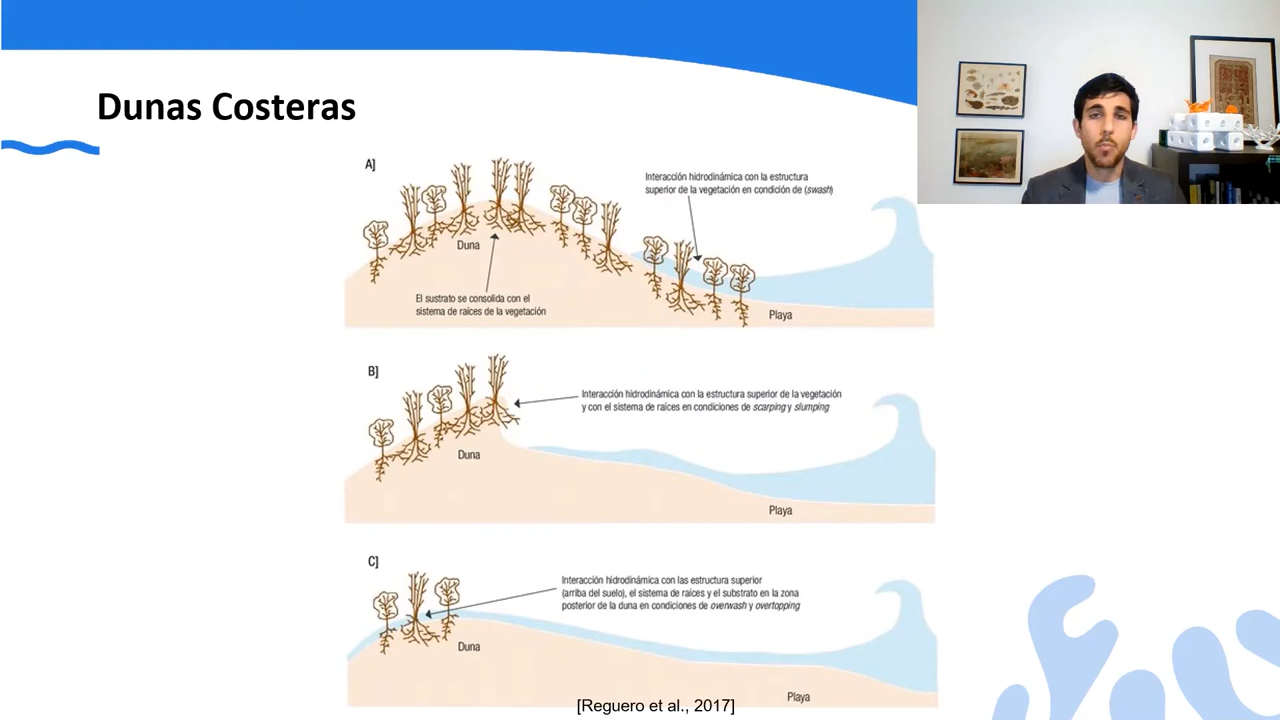 Dunas Costeras
A]
Interacción hidrodinámica con la estructura
superior de la vegetación en condición de (swash)
Duna
El sustrato se consolida con el
sistema de raíces de la vegetación
Playa
B]
Interacción hidrodinámica con la estructura superior de la vegetación
y con el sistema de raíces en condiciones de scarping y slumping
Duna
Playa
C]
Interacción hidrodinámica con las estructura superior
(arriba del suelo), el sistema de raíces y el substrato en la zona
posterior de la duna en condiciones de overwash y overtopping
Duna
Playa
[Reguero et al., 2017]